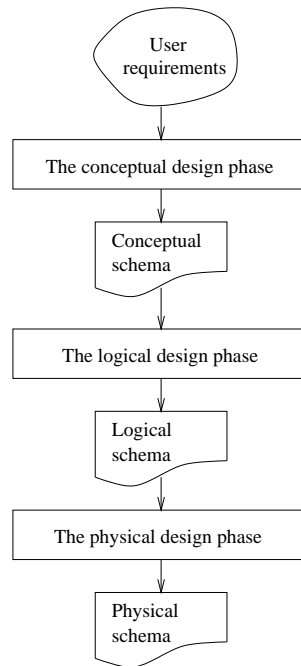 User
requirements
The conceptual design phase
Conceptual
schema
The logical design phase
Logical
schema
The physical design phase
Physical
schema